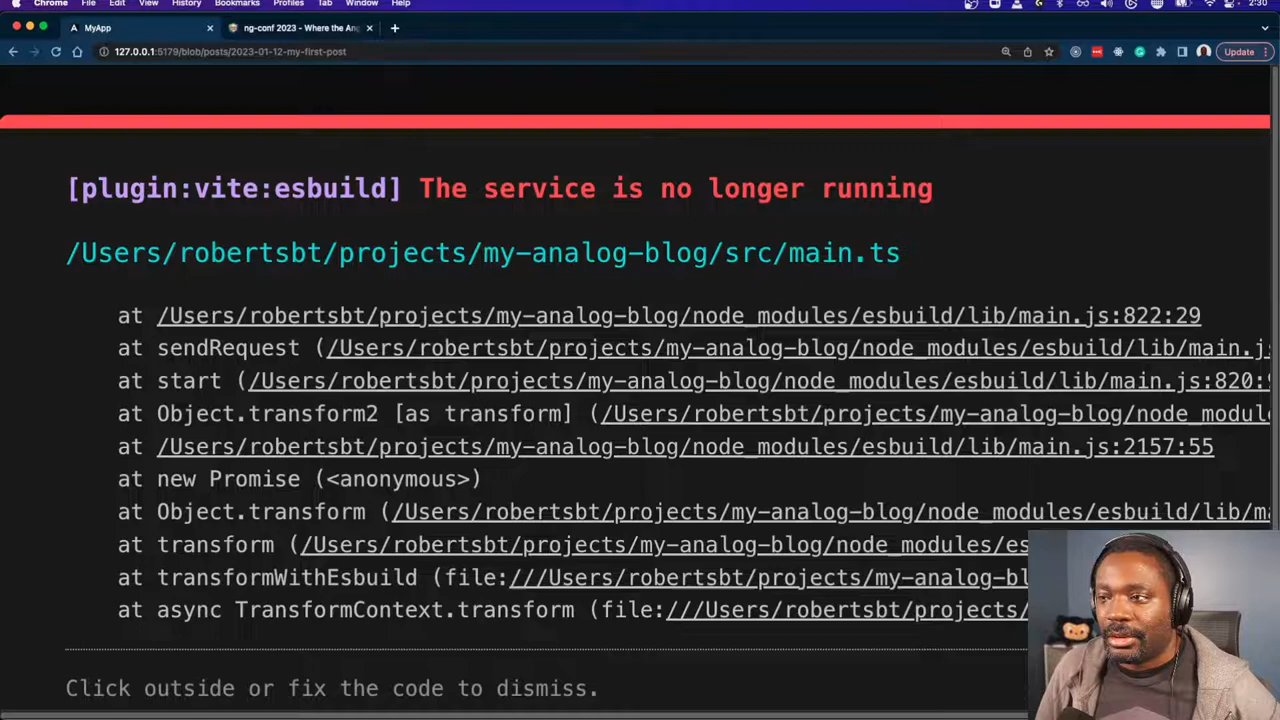 Chrome File Edit View History Bookmarks Profiles Tab Window Help 2:30
MyApp
ng-conf 2023 - Where the Ang
127.0.0.1:5179/blob/posts/2023-01-12-my-first-post
Update
[plugin:vite:esbuild] The service is no longer running
/Users/robertsbt/projects/my-analog-blog/src/main.ts
at /Users/robertsbt/projects/my-analog-blog/node_modules/esbuild/lib/main.js:822:29
at sendRequest (/Users/robertsbt/projects/my-analog-blog/node_modules/esbuild/lib/main.j
at start (/Users/robertsbt/projects/my-analog-blog/node_modules/esbuild/lib/main.js:820:
at Object.transform2 [as transform] (/Users/robertsbt/projects/my-analog-blog/node_modul
at /Users/robertsbt/projects/my-analog-blog/node_modules/esbuild/lib/main.js:2157:55
at new Promise (<anonymous>)
at Object.transform (/Users/robertsbt/projects/my-analog-blog/node_modules/esbuild/lib/m
at transform (/Users/robertsbt/projects/my-analog-blog/node_modules/es
at transformWithEsbuild (file:///Users/robertsbt/projects/my-analog-bl
at async TransformContext.transform (file:///Users/robertsbt/projects/
Click outside or fix the code to dismiss.